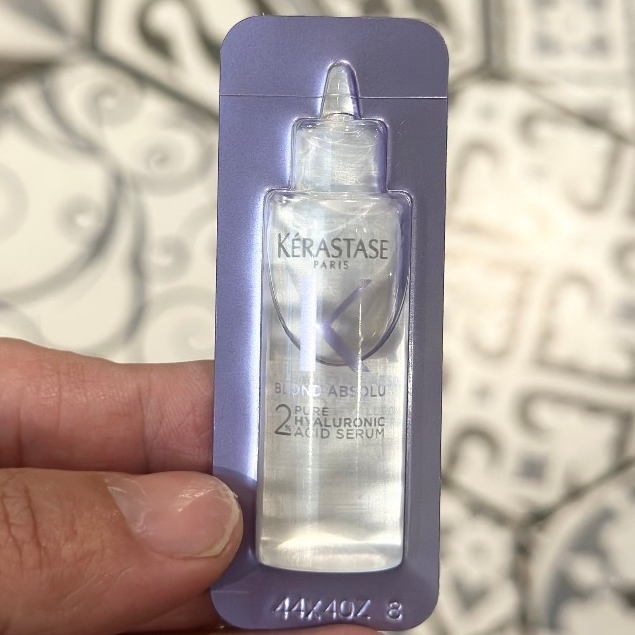 KÉRASTASE
PARIS
K
BLOND ABSOLU
2% PURE
HYALURONIC
ACID SERUM
44X40Z 8